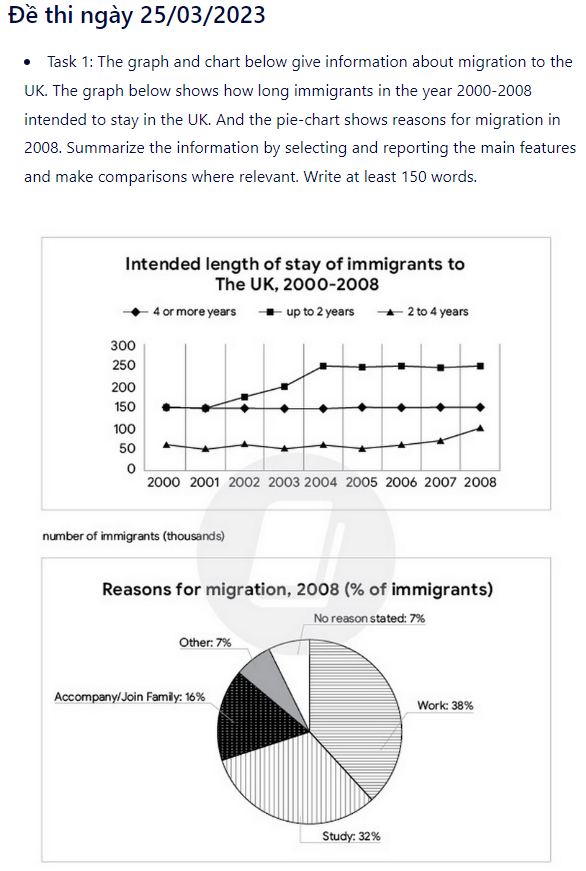 Đề thi ngày 25/03/2023
• Task 1: The graph and chart below give information about migration to the
UK. The graph below shows how long immigrants in the year 2000-2008
intended to stay in the UK. And the pie-chart shows reasons for migration in
2008. Summarize the information by selecting and reporting the main features
and make comparisons where relevant. Write at least 150 words.
Intended length of stay of immigrants to
The UK, 2000-2008
4 or more years up to 2 years 2 to 4 years
300
250
200
150
100
50
0
2000 2001 2002 2003 2004 2005 2006 2007 2008
number of immigrants (thousands)
Reasons for migration, 2008 (% of immigrants)
No reason stated: 7%
Other: 7%
Accompany/Join Family: 16%
Work: 38%
Study: 32%